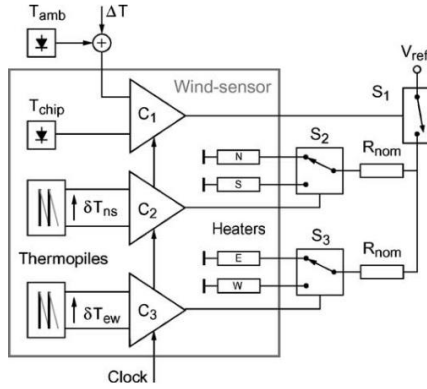 T_amb
ΔT
Wind-sensor
V_ref
S_1
T_chip
C_1
S_2
N
R_nom
S
δT_ns
C_2
Heaters
S_3
Thermopiles
E
R_nom
W
δT_ew
C_3
Clock